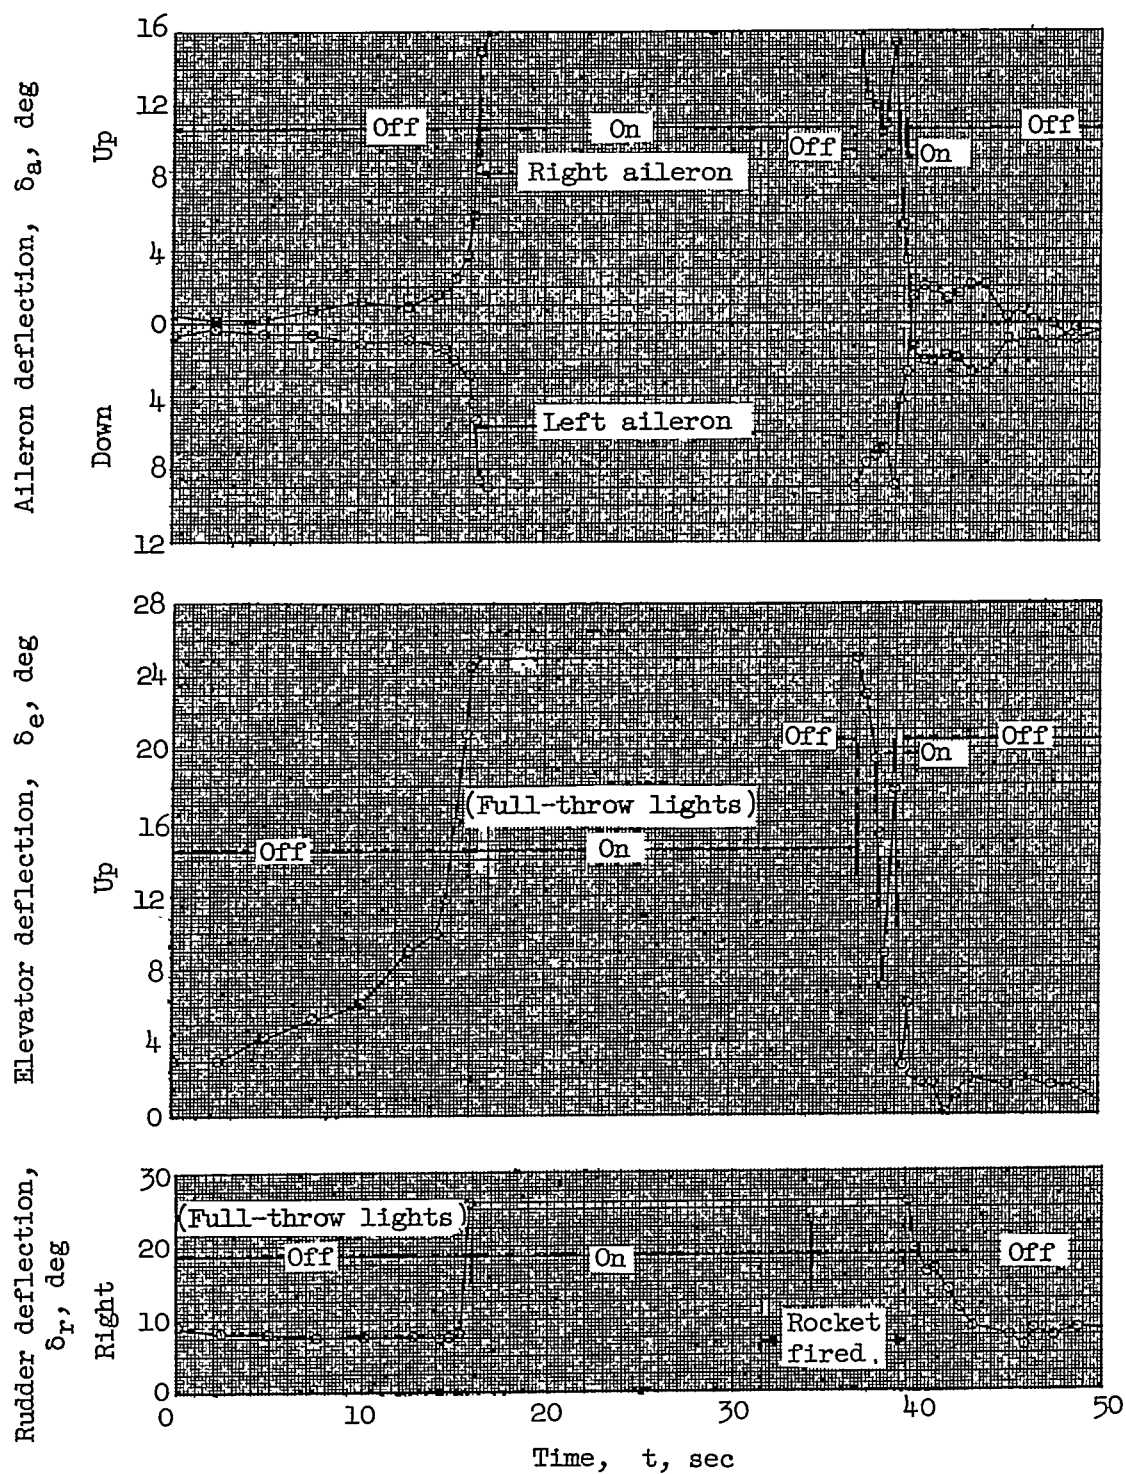 Aileron deflection, δa, deg
Up
Down
16
12
8
4
0
4
8
12
Off
On
Off
On
Off
Right aileron
Left aileron
Elevator deflection, δe, deg
Up
28
24
20
16
12
8
4
0
Off
On
Off
(Full-throw lights)
Off
On
Rudder deflection,
δr, deg
Right
30
20
10
0
(Full-throw lights)
Off
On
Off
Rocket
fired
0
10
20
30
40
50
Time, t, sec